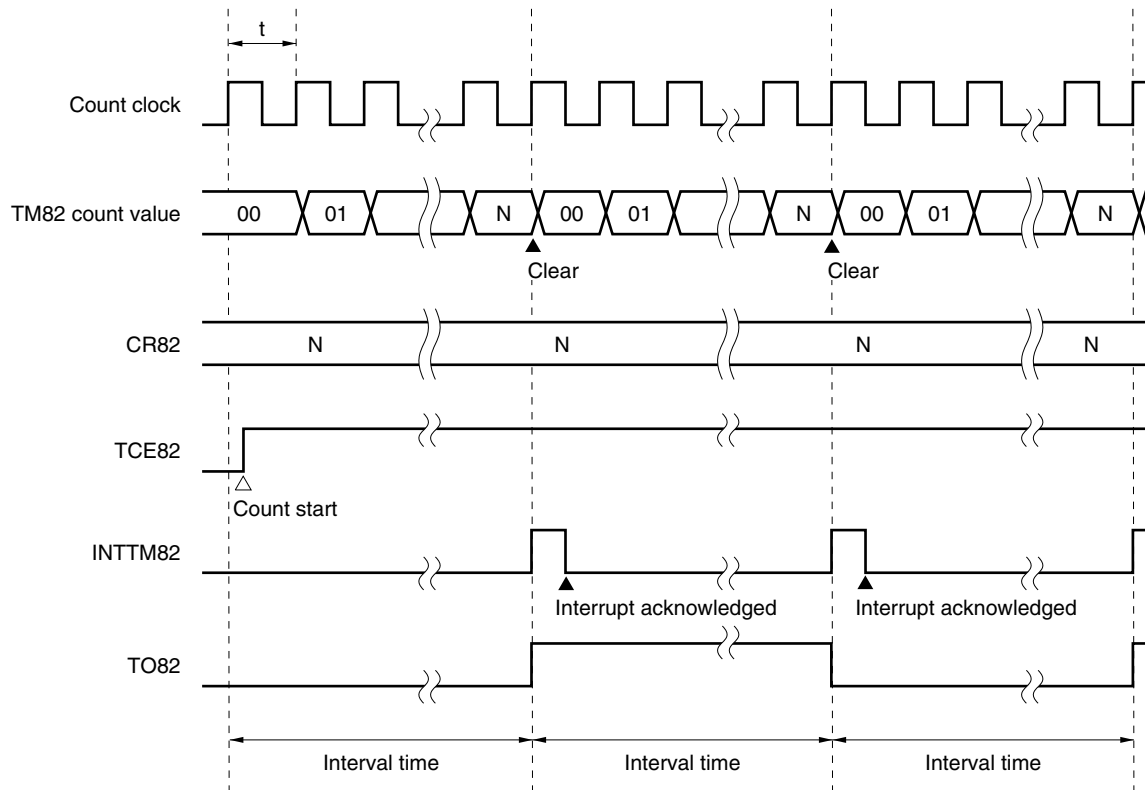 t
Count clock
TM82 count value 00 01 N 00 01 N 00 01 N
Clear Clear
CR82 N N N N
TCE82
Count start
INTTM82
Interrupt acknowledged Interrupt acknowledged
TO82
Interval time Interval time Interval time